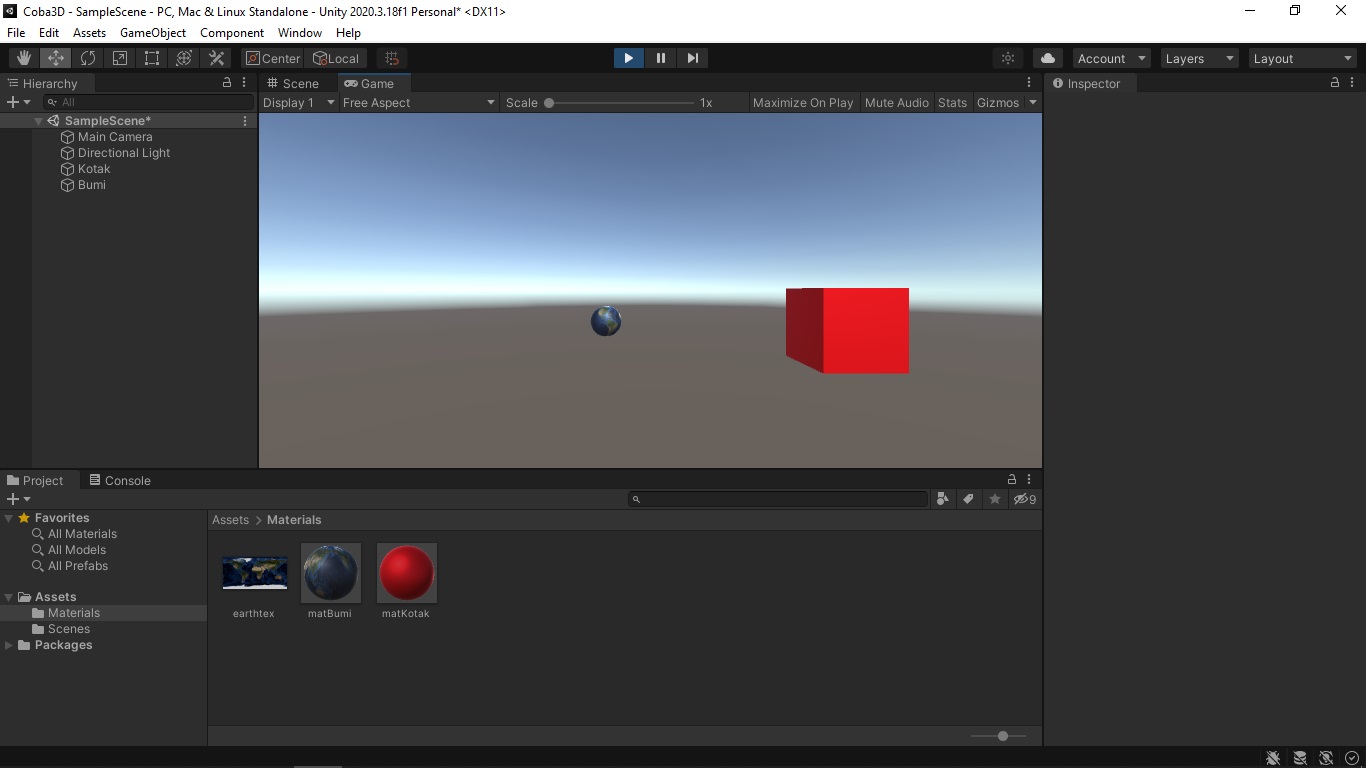 Coba3D - SampleScene - PC, Mac & Linux Standalone - Unity 2020.3.18f1 Personal* <DX11>
File Edit Assets GameObject Component Window Help
Center Local Account Layers Layout
Hierarchy Scene Game Inspector
All Display 1 Free Aspect Scale 1x Maximize On Play Mute Audio Stats Gizmos
SampleScene*
Main Camera
Directional Light
Kotak
Bumi
Project Console
9
Favorites Assets > Materials
All Materials
All Models
All Prefabs
Assets
Materials earthtex matBumi matKotak
Scenes
Packages